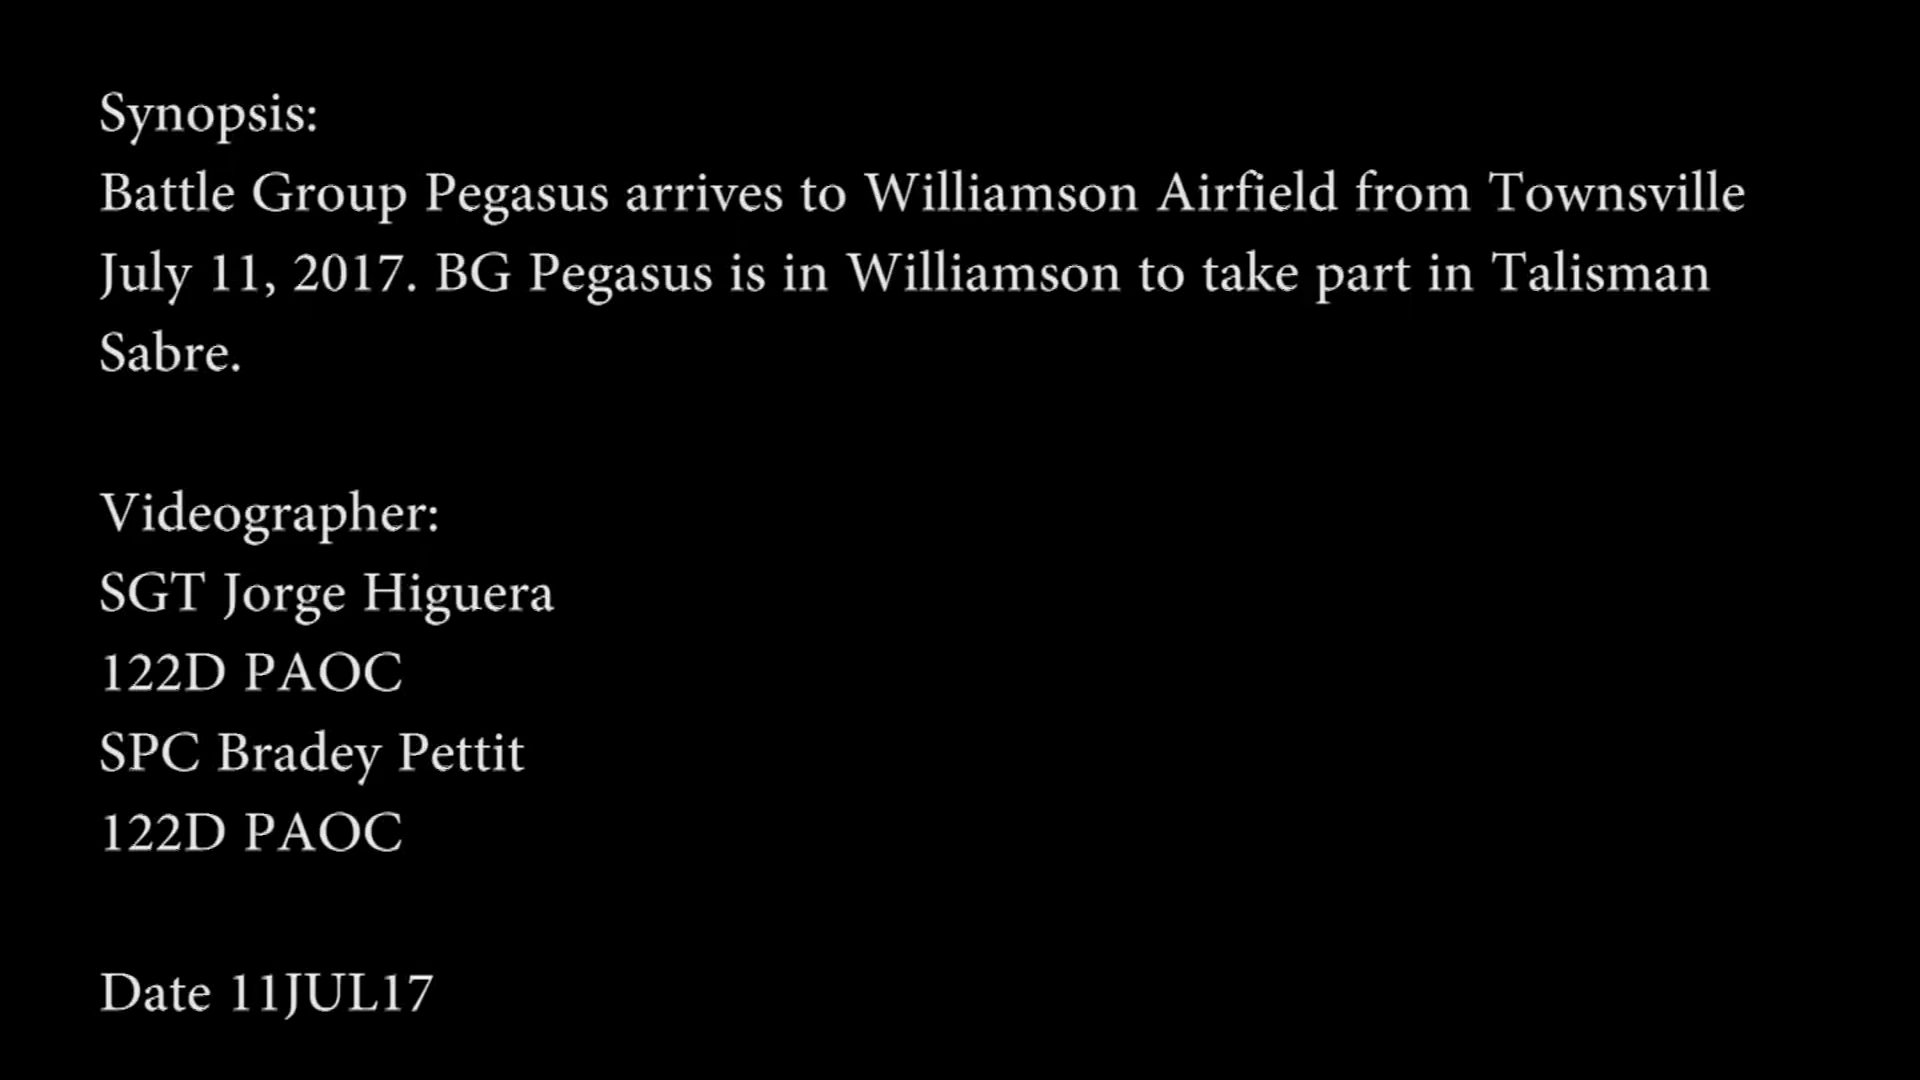 Synopsis:
Battle Group Pegasus arrives to Williamson Airfield from Townsville
July 11, 2017. BG Pegasus is in Williamson to take part in Talisman
Sabre.
Videographer:
SGT Jorge Higuera
122D PAOC
SPC Bradey Pettit
122D PAOC
Date 11JUL17